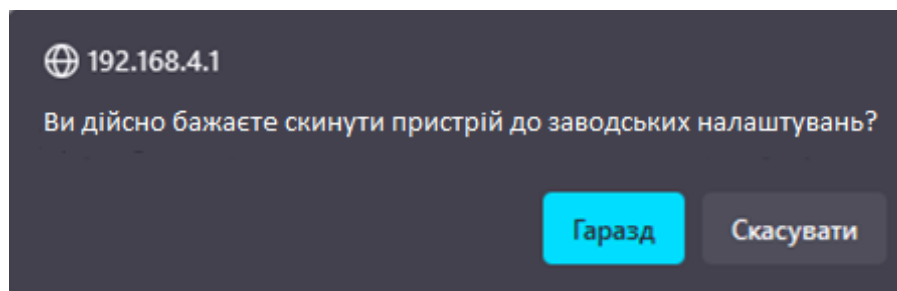 192.168.4.1
Ви дійсно бажаєте скинути пристрій до заводських налаштувань?
Гаразд Скасувати